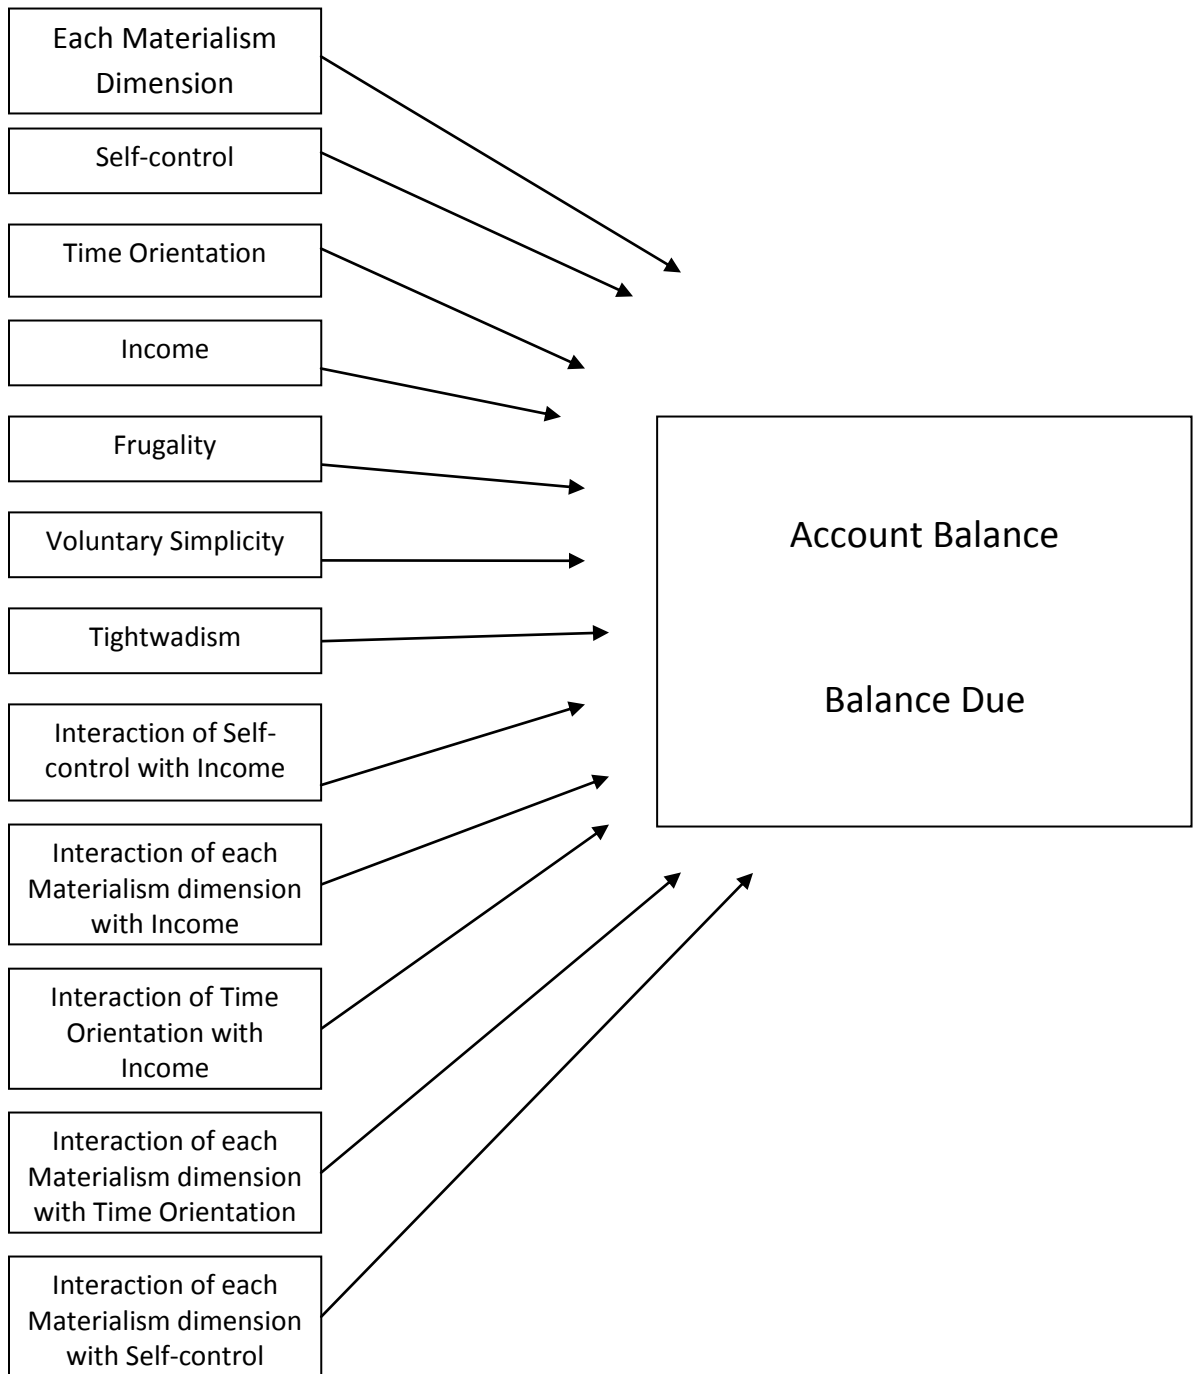 Each Materialism
Dimension
Self-control
Time Orientation
Income
Frugality
Voluntary Simplicity
Tightwadism
Interaction of Self-
control with Income
Interaction of each
Materialism dimension
with Income
Interaction of Time
Orientation with
Income
Interaction of each
Materialism dimension
with Time Orientation
Interaction of each
Materialism dimension
with Self-control
Account Balance
Balance Due